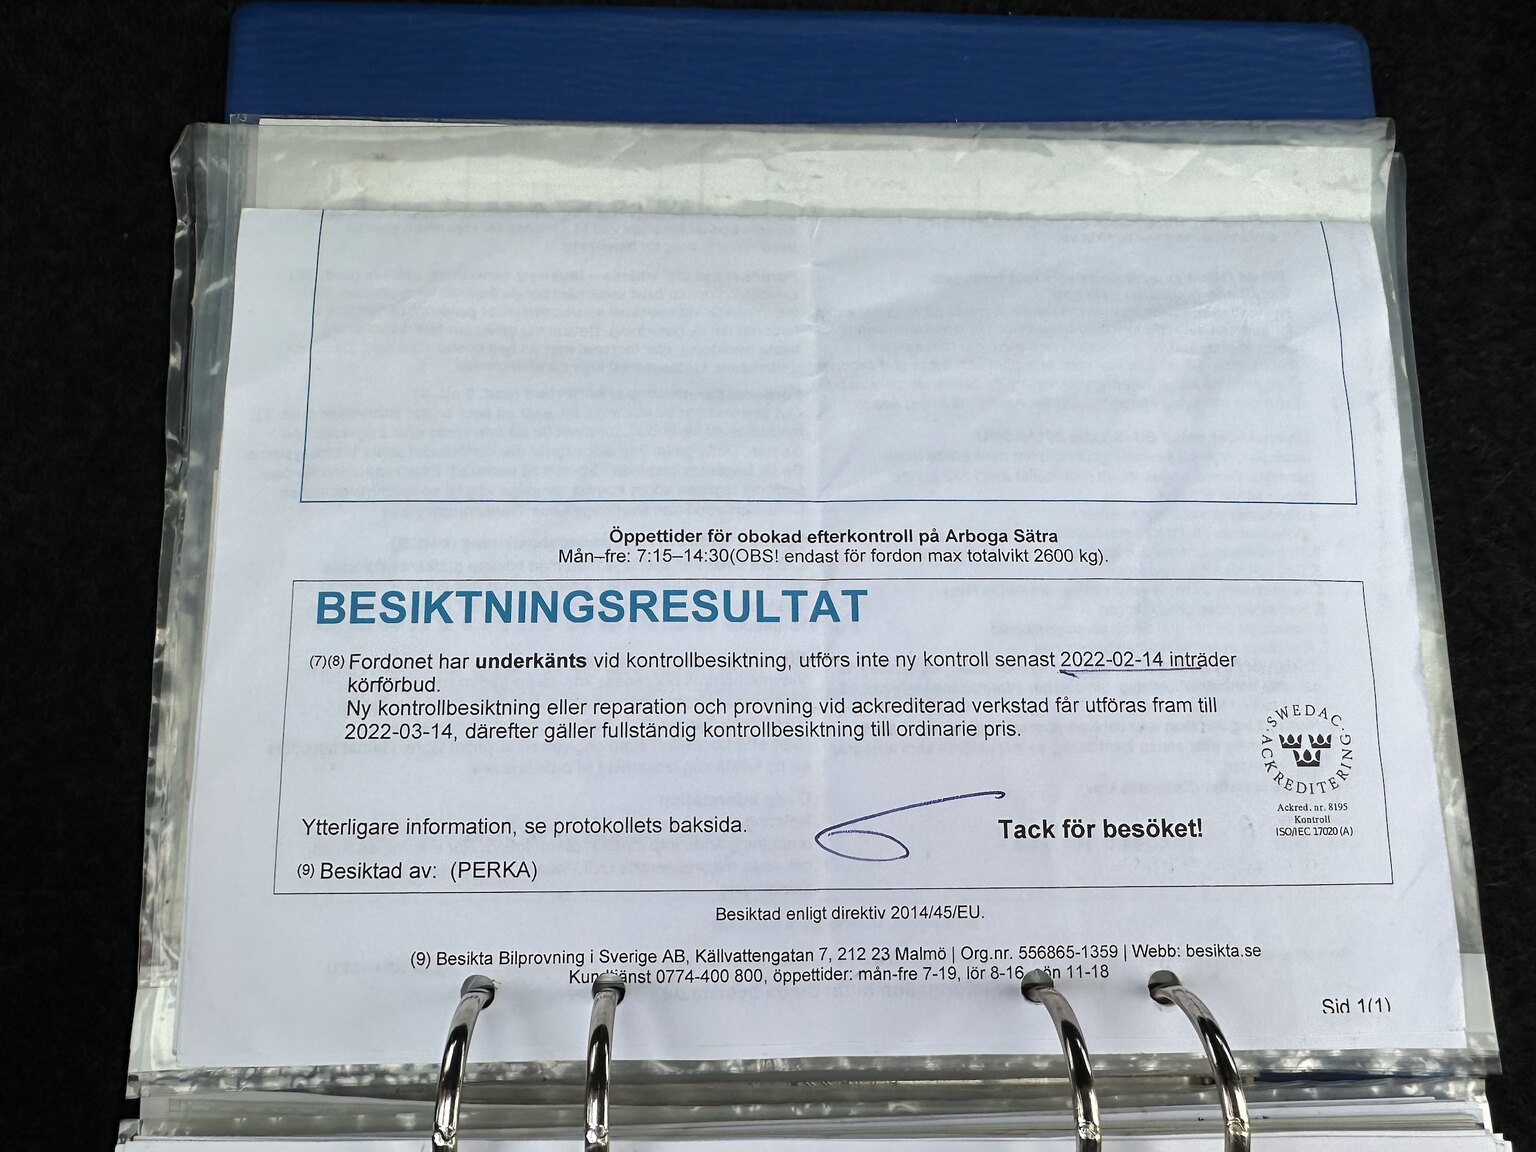 Öppettider för obokad efterkontroll på Arboga Sätra
Mån–fre: 7:15–14:30(OBS! endast för fordon max totalvikt 2600 kg).
BESIKTNINGSRESULTAT
(7)(8) Fordonet har underkänts vid kontrollbesiktning, utförs inte ny kontroll senast 2022-02-14 inträder
körförbud.
Ny kontrollbesiktning eller reparation och provning vid ackrediterad verkstad får utföras fram till
2022-03-14, därefter gäller fullständig kontrollbesiktning till ordinarie pris.
SWEDAC
ACKREDITERING
Ackred. nr. 8195
Kontroll
ISO/IEC 17020 (A)
Ytterligare information, se protokollets baksida.
Tack för besöket!
(9) Besiktad av: (PERKA)
Besiktad enligt direktiv 2014/45/EU.
(9) Besikta Bilprovning i Sverige AB, Källvattengatan 7, 212 23 Malmö | Org.nr. 556865-1359 | Webb: besikta.se
Kundtjänst 0774-400 800, öppettider: mån-fre 7-19, lör 8-16, sön 11-18
Sid 1(1)